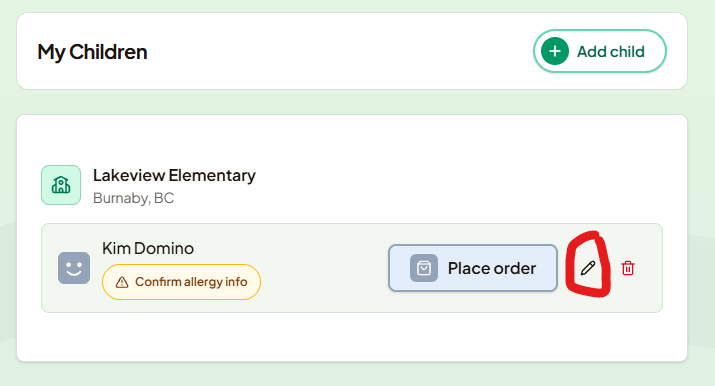 My Children
Add child
Lakeview Elementary
Burnaby, BC
Kim Domino
Confirm allergy info
Place order